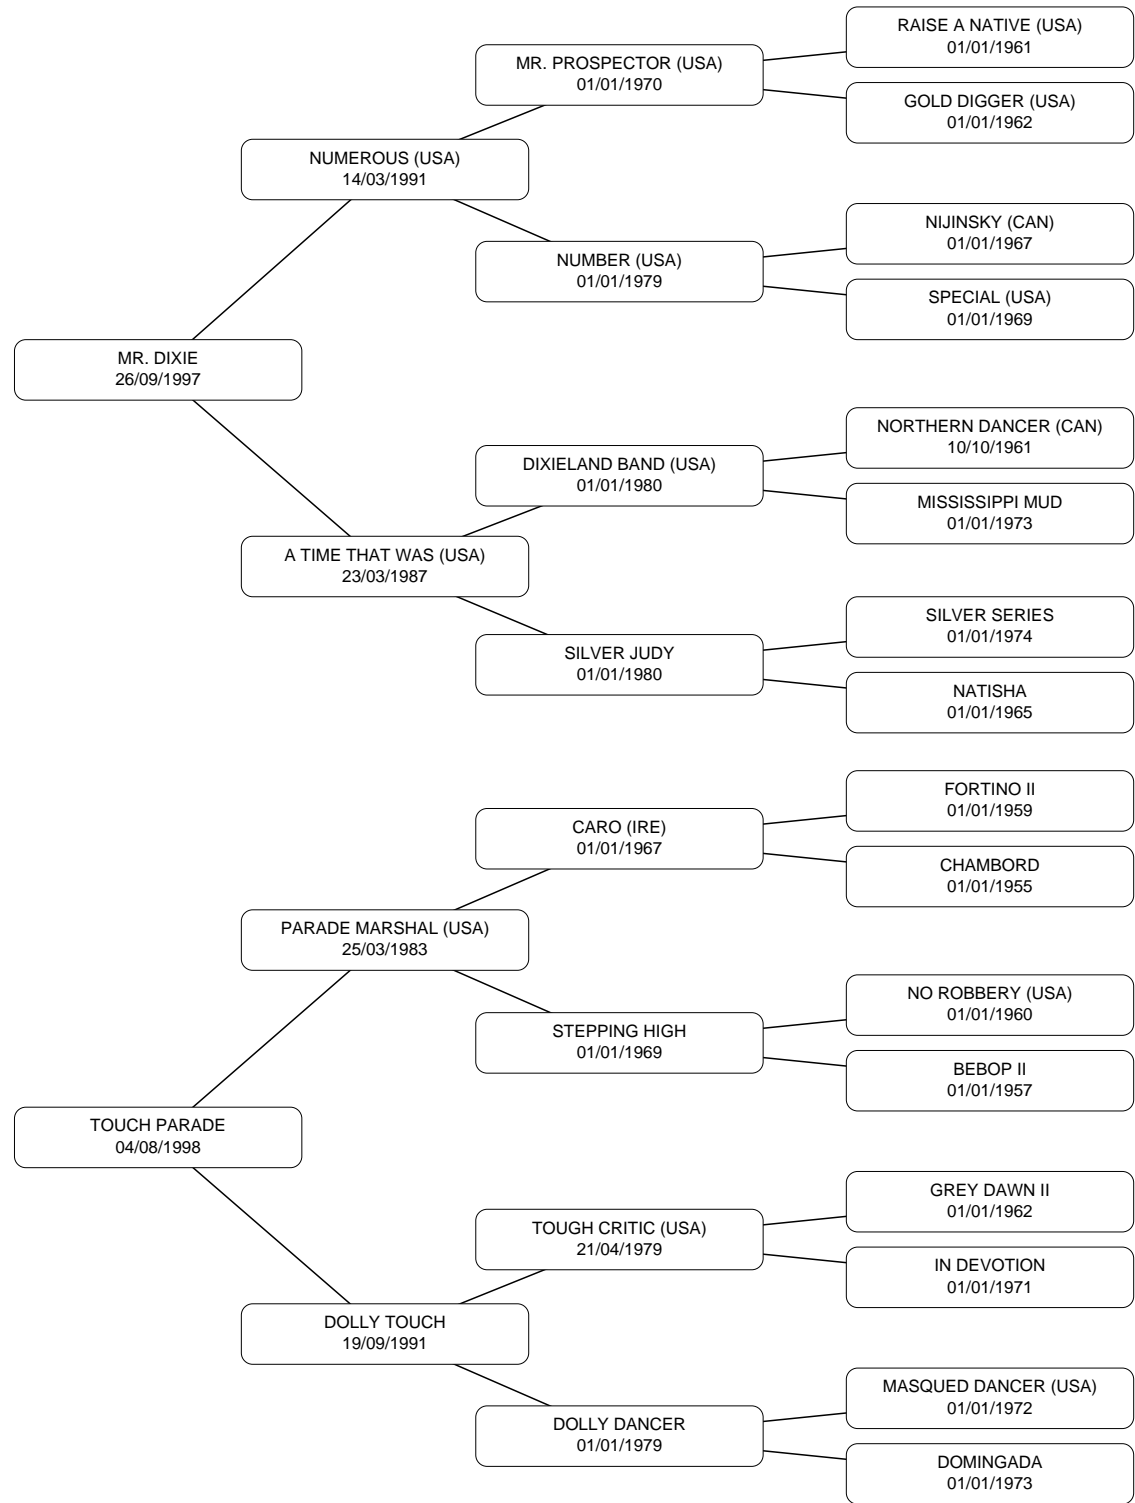 RAISE A NATIVE (USA)
01/01/1961
MR. PROSPECTOR (USA)
01/01/1970
GOLD DIGGER (USA)
01/01/1962
NUMEROUS (USA)
14/03/1991
NIJINSKY (CAN)
01/01/1967
NUMBER (USA)
01/01/1979
SPECIAL (USA)
01/01/1969
MR. DIXIE
26/09/1997
NORTHERN DANCER (CAN)
10/10/1961
DIXIELAND BAND (USA)
01/01/1980
MISSISSIPPI MUD
01/01/1973
A TIME THAT WAS (USA)
23/03/1987
SILVER SERIES
01/01/1974
SILVER JUDY
01/01/1980
NATISHA
01/01/1965
FORTINO II
01/01/1959
CARO (IRE)
01/01/1967
CHAMBORD
01/01/1955
PARADE MARSHAL (USA)
25/03/1983
NO ROBBERY (USA)
01/01/1960
STEPPING HIGH
01/01/1969
BEBOP II
01/01/1957
TOUCH PARADE
04/08/1998
GREY DAWN II
01/01/1962
TOUGH CRITIC (USA)
21/04/1979
IN DEVOTION
01/01/1971
DOLLY TOUCH
19/09/1991
MASQUED DANCER (USA)
01/01/1972
DOLLY DANCER
01/01/1979
DOMINGADA
01/01/1973